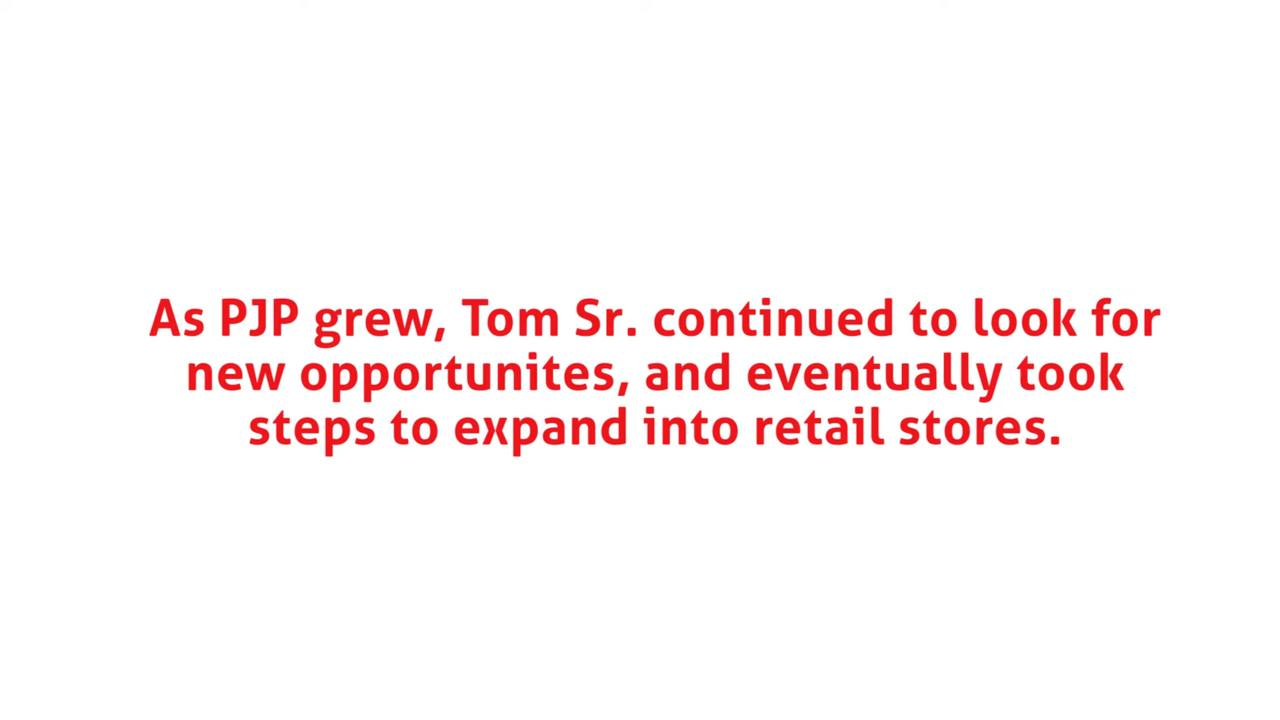 As PJP grew, Tom Sr. continued to look for
new opportunites, and eventually took
steps to expand into retail stores.